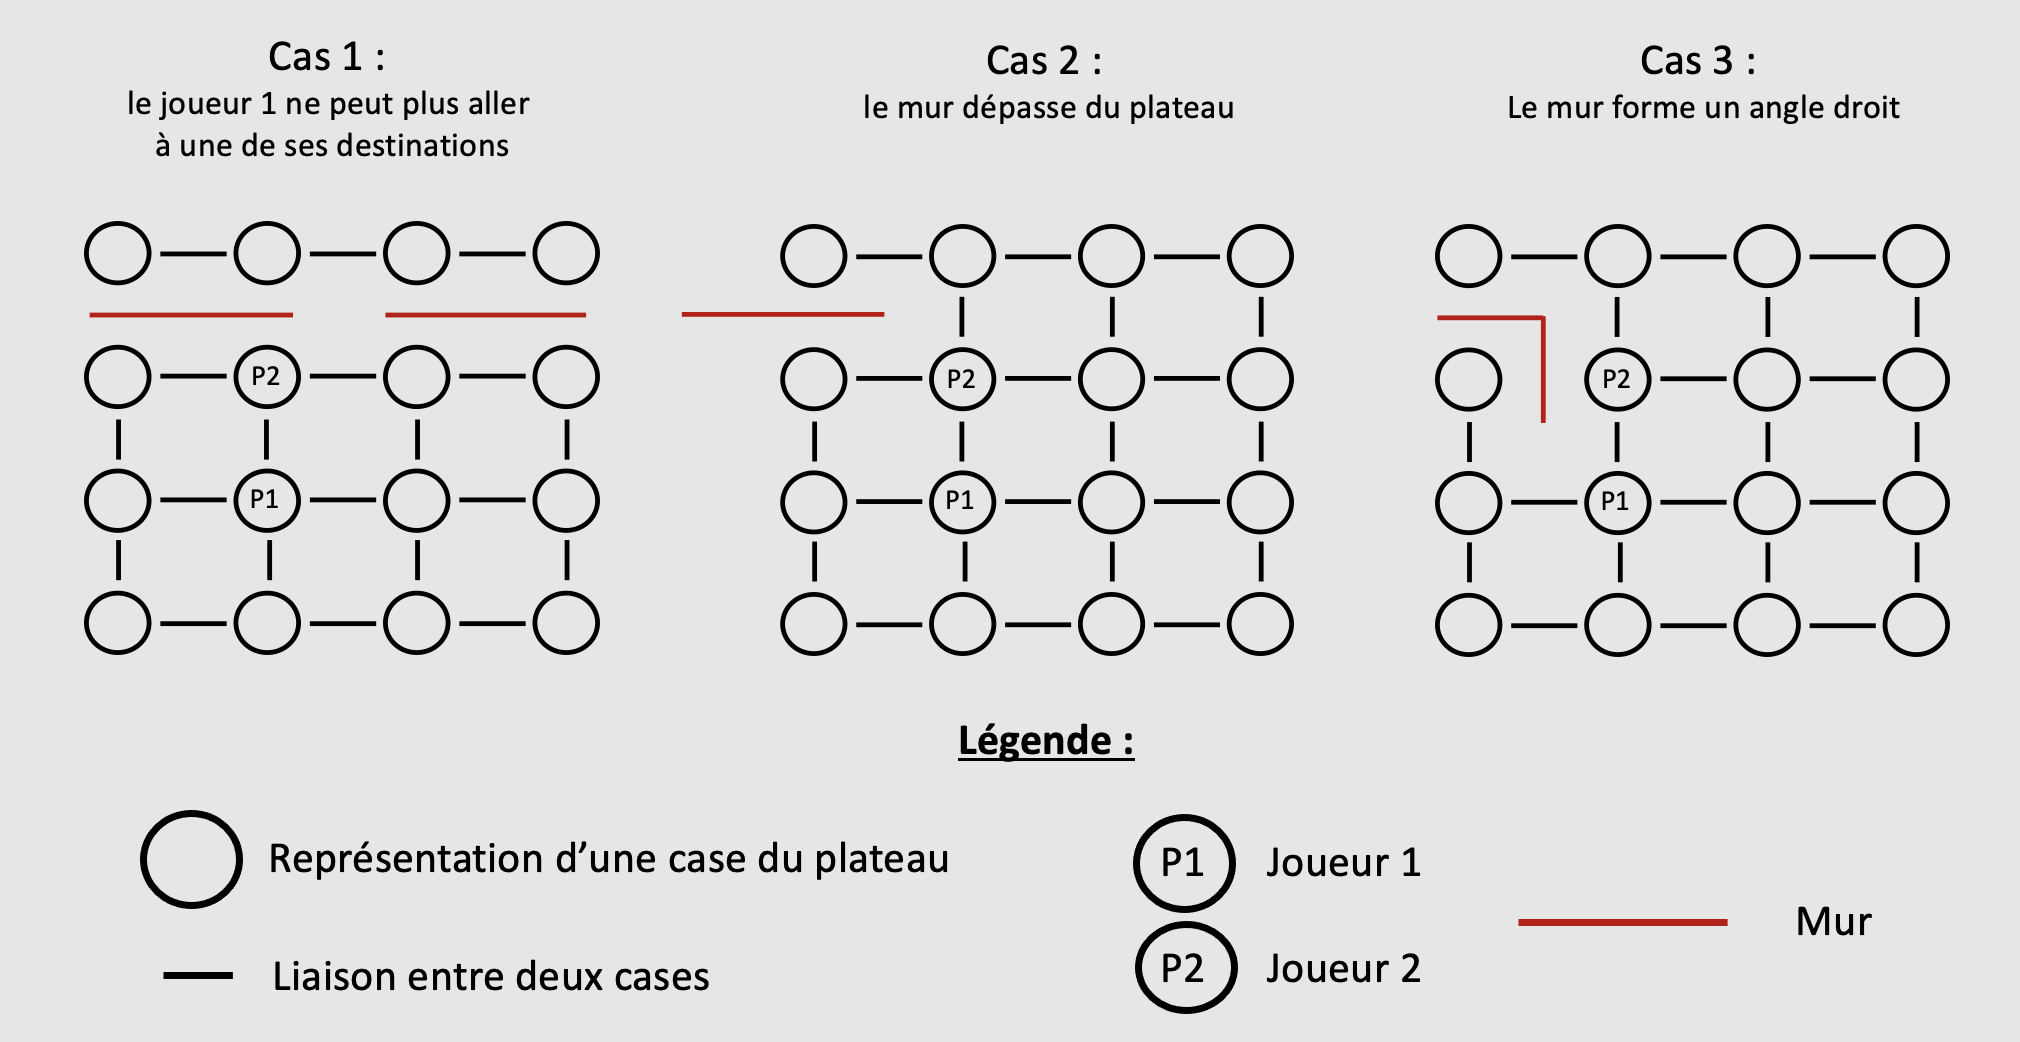 Cas 1 :
le joueur 1 ne peut plus aller
à une de ses destinations
Cas 2 :
le mur dépasse du plateau
Cas 3 :
Le mur forme un angle droit
P2
P1
P2
P1
P2
P1
Légende :
Représentation d’une case du plateau
Liaison entre deux cases
P1 Joueur 1
P2 Joueur 2
Mur